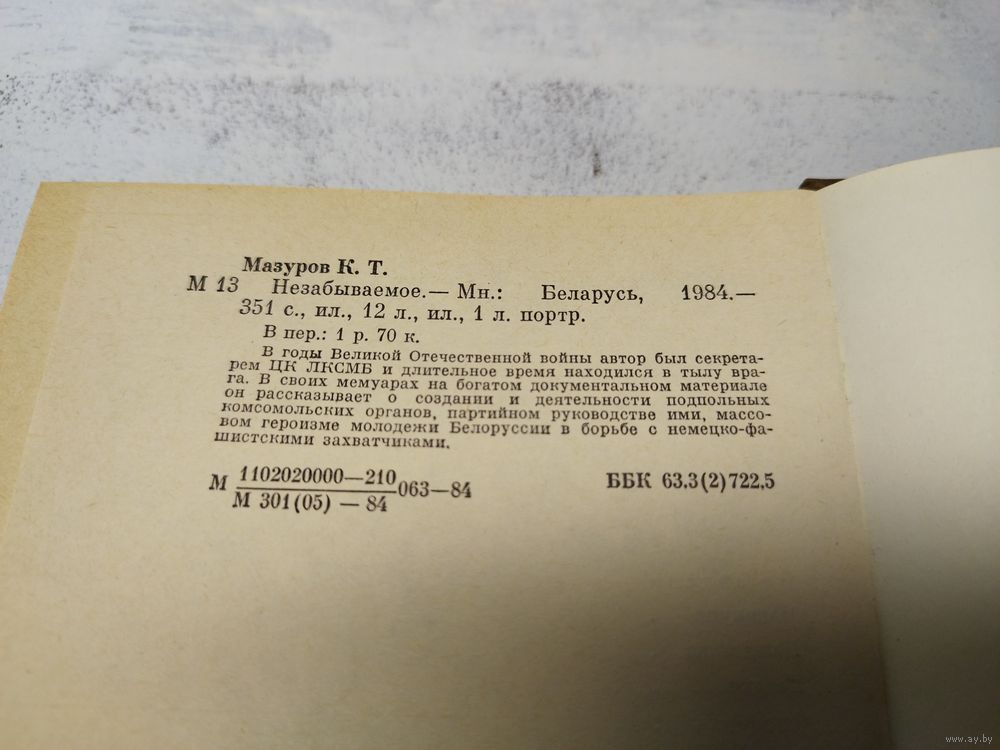 Мазуров К. Т.
М 13 Незабываемое.— Мн.: Беларусь, 1984.—
351 с., ил., 12 л., ил., 1 л. портр.
В пер.: 1 р. 70 к.
В годы Великой Отечественной войны автор был секрета-
рем ЦК ЛКСМБ и длительное время находился в тылу вра-
га. В своих мемуарах на богатом документальном материале
он рассказывает о создании и деятельности подпольных
комсомольских органов, партийном руководстве ими, массо-
вом героизме молодежи Белоруссии в борьбе с немецко-фа-
шистскими захватчиками.
М 1102020000—210 063—84 ББК 63.3(2)722.5
М 301(05) — 84
www.ay.by